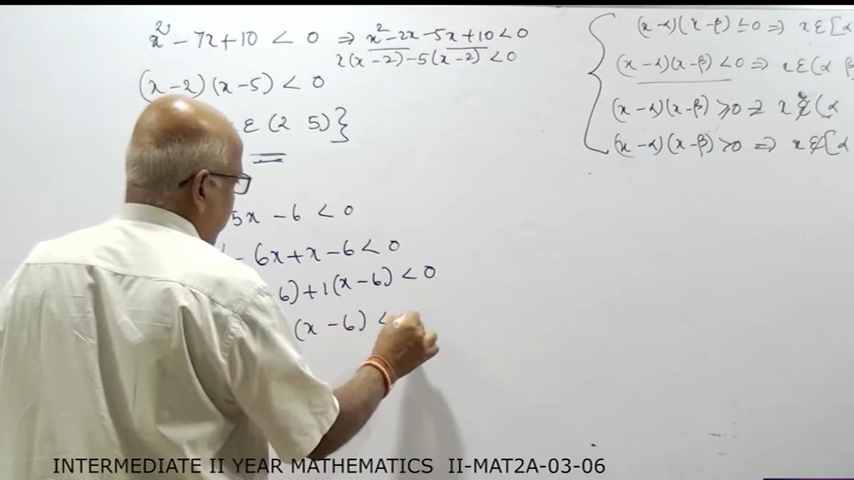 x² - 7x+10 < 0 ⇒ x²-2x-5x+10<0
x(x-2)-5(x-2)<0
(x-2)(x-5) < 0
ε (2 5)}
5x - 6 < 0
- 6x+x-6<0
6)+1(x-6)<0
(x-6) <
(x-α)(x-β)≤0⇒ xε[α
(x-α)(x-β)<0⇒ xε(α β
(x-α)(x-β)≥0⇒ x∉(α
(x-α)(x-β)>0 ⇒ x∉[α
INTERMEDIATE II YEAR MATHEMATICS II-MAT2A-03-06